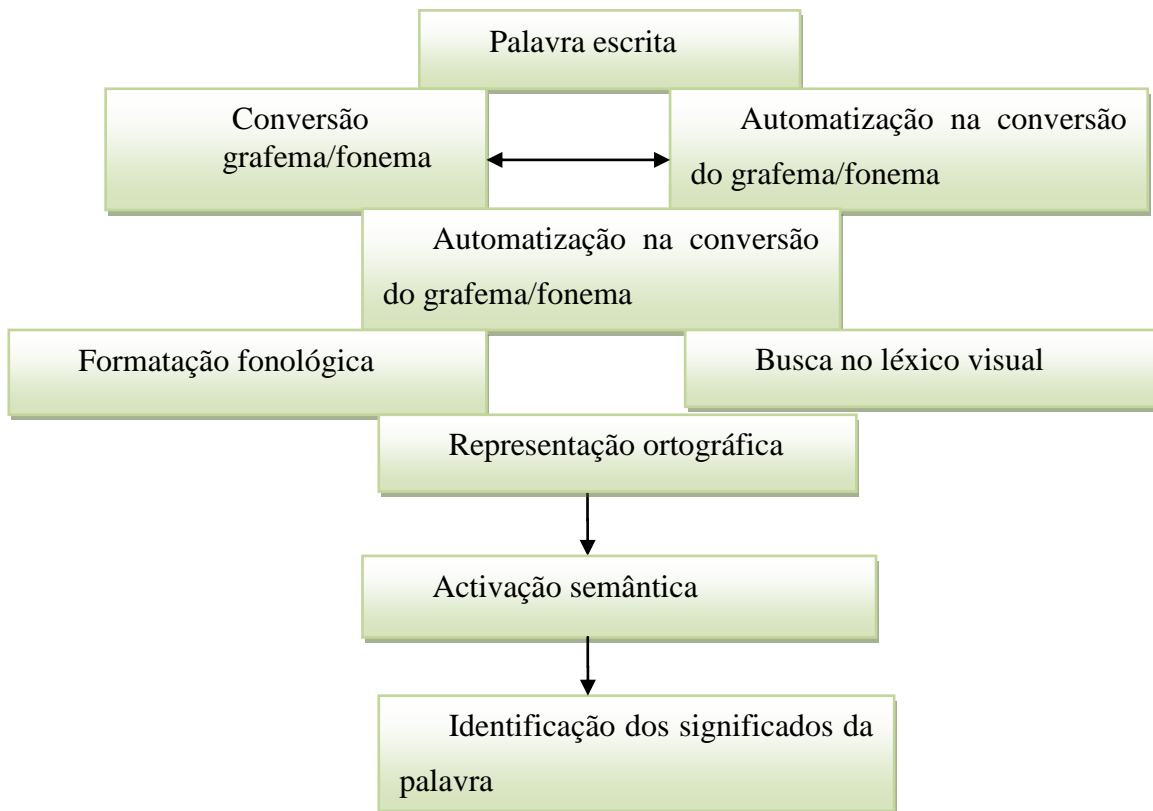 Palavra escrita
Conversão
grafema/fonema
Automatização na conversão
do grafema/fonema
Automatização na conversão
do grafema/fonema
Formatação fonológica
Busca no léxico visual
Representação ortográfica
Activação semântica
Identificação dos significados da
palavra